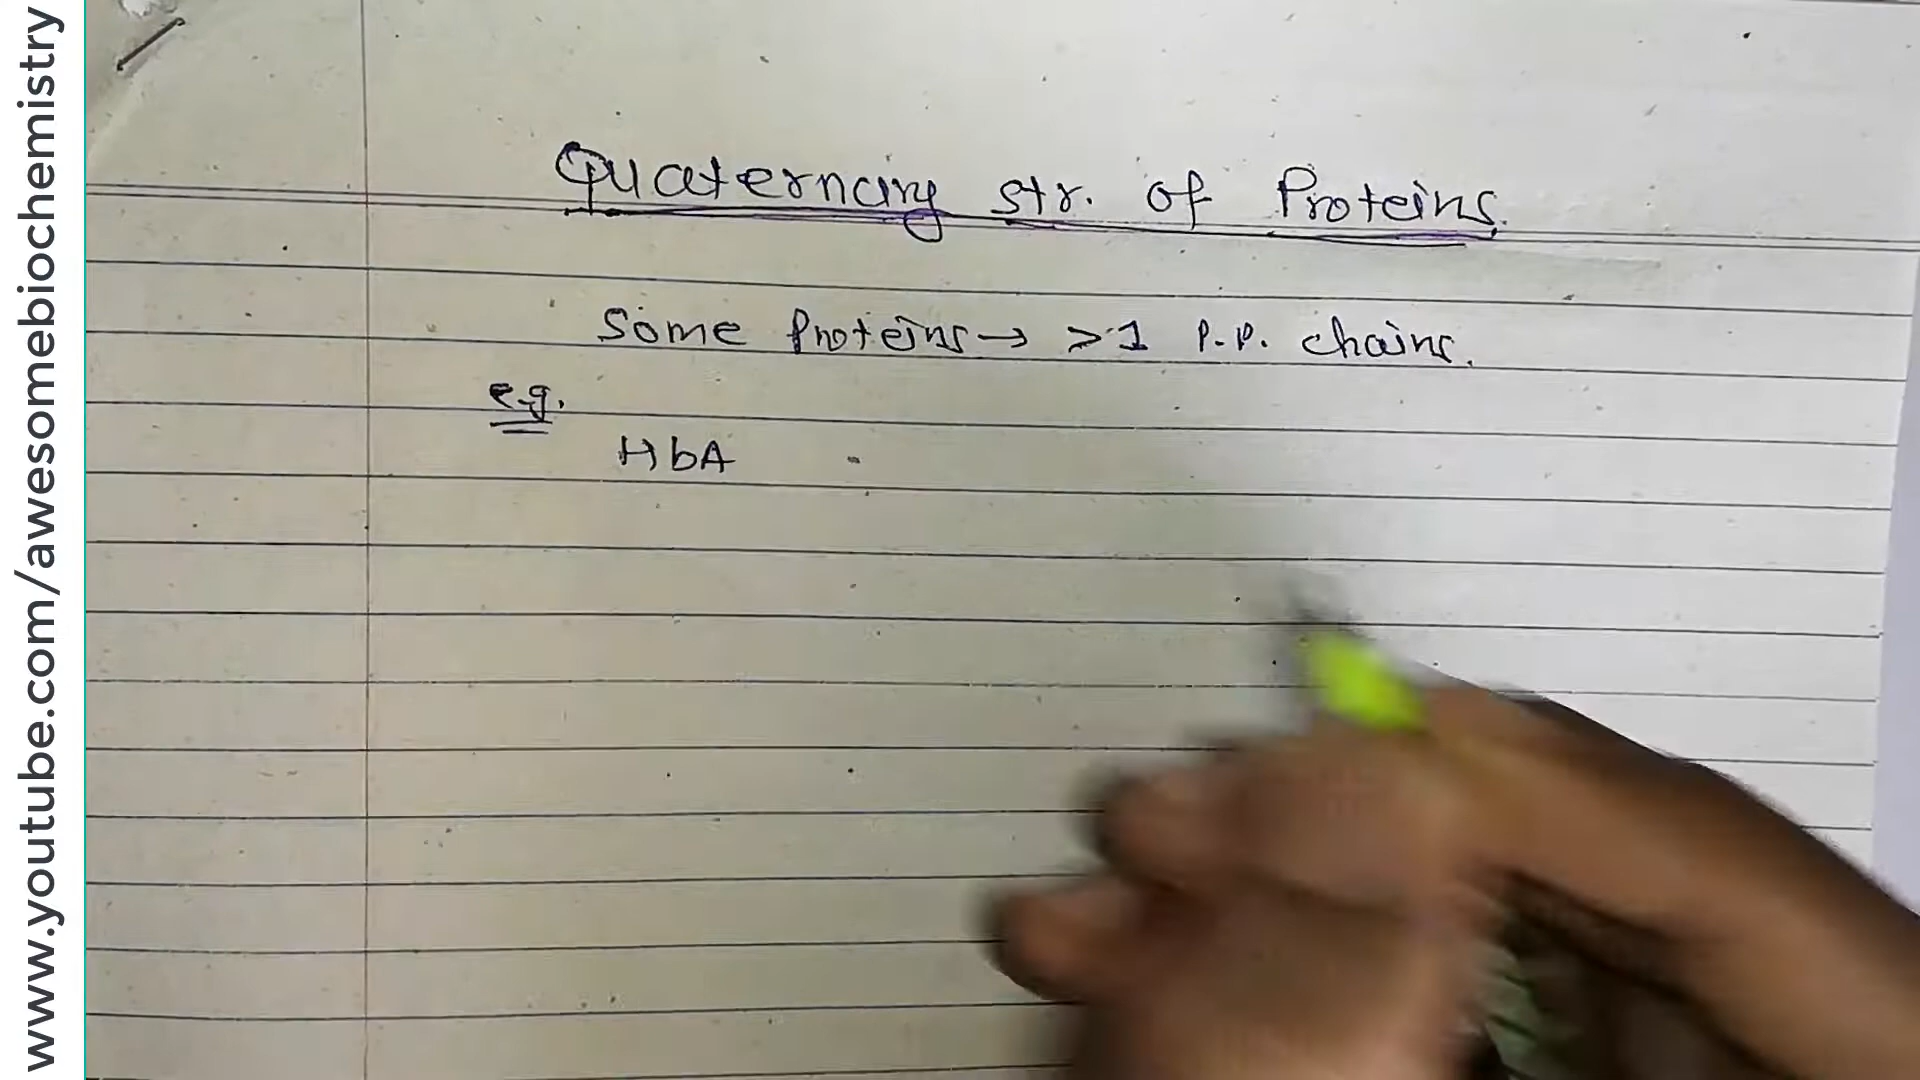 www.youtube.com/awesomebiochemistry
Quaternary str. of Proteins.
Some Proteins → >1 P.P. chains.
e.g.
HbA